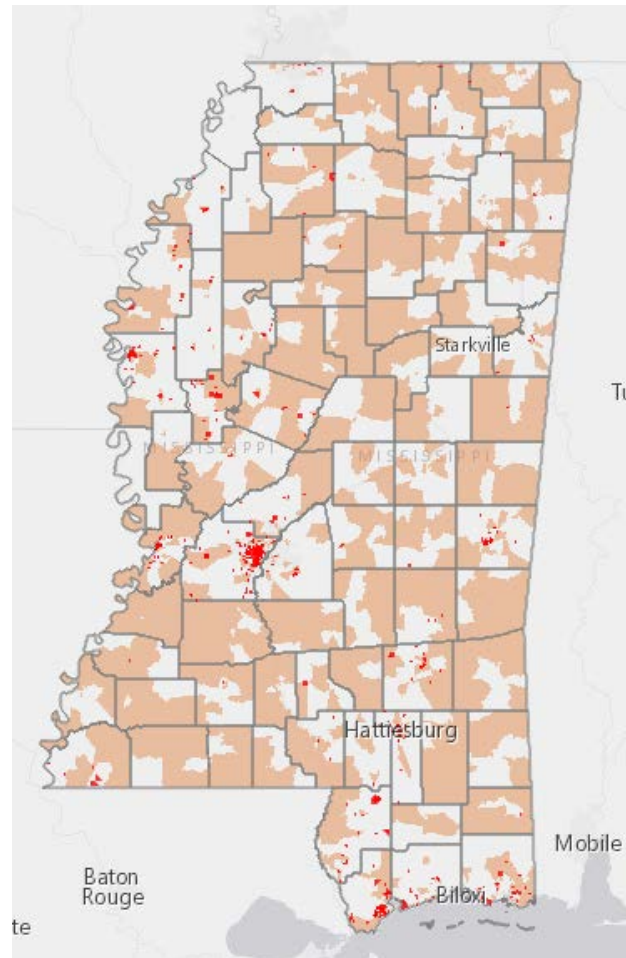 Starkville
Tu
MISSISSIPPI
MISSISSIPPI
Hattiesburg
Mobile
Baton
Rouge
Biloxi
te